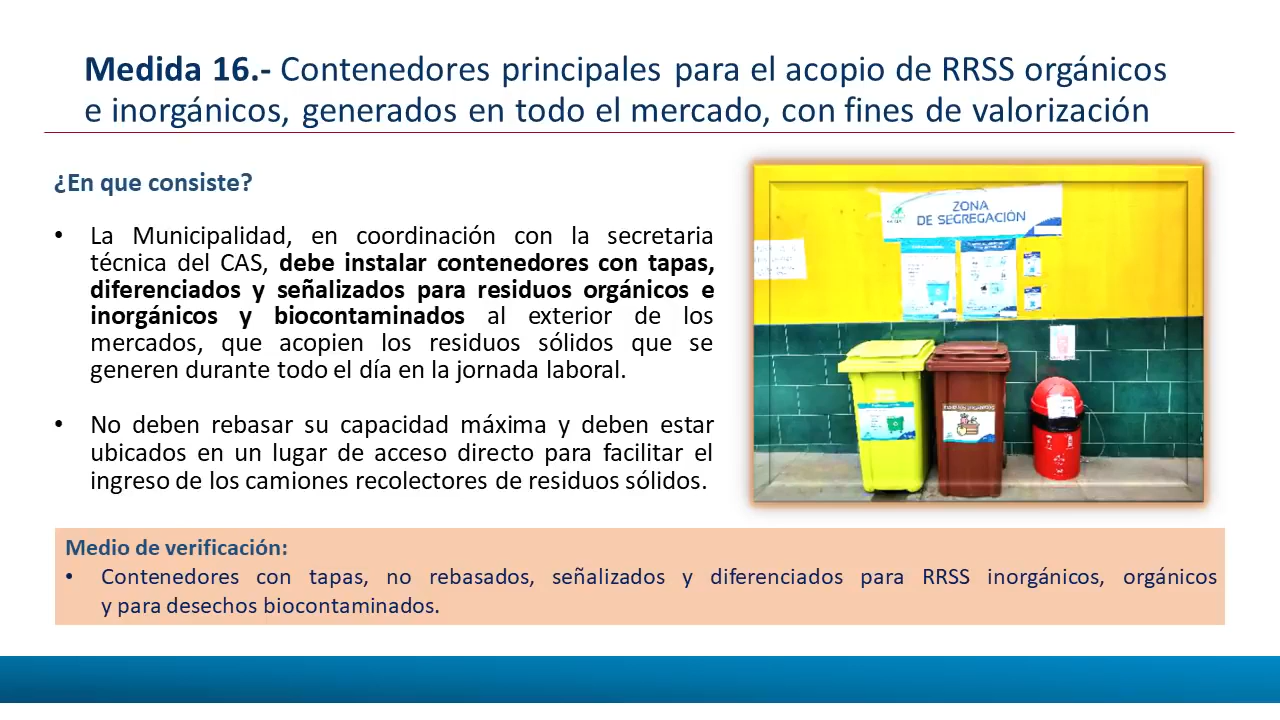 Medida 16.- Contenedores principales para el acopio de RRSS orgánicos
e inorgánicos, generados en todo el mercado, con fines de valorización
¿En que consiste?
• La Municipalidad, en coordinación con la secretaria
técnica del CAS, debe instalar contenedores con tapas,
diferenciados y señalizados para residuos orgánicos e
inorgánicos y biocontaminados al exterior de los
mercados, que acopien los residuos sólidos que se
generen durante todo el día en la jornada laboral.
• No deben rebasar su capacidad máxima y deben estar
ubicados en un lugar de acceso directo para facilitar el
ingreso de los camiones recolectores de residuos sólidos.
ZONA
DE SEGREGACIÓN
Medio de verificación:
• Contenedores con tapas, no rebasados, señalizados y diferenciados para RRSS inorgánicos, orgánicos
y para desechos biocontaminados.